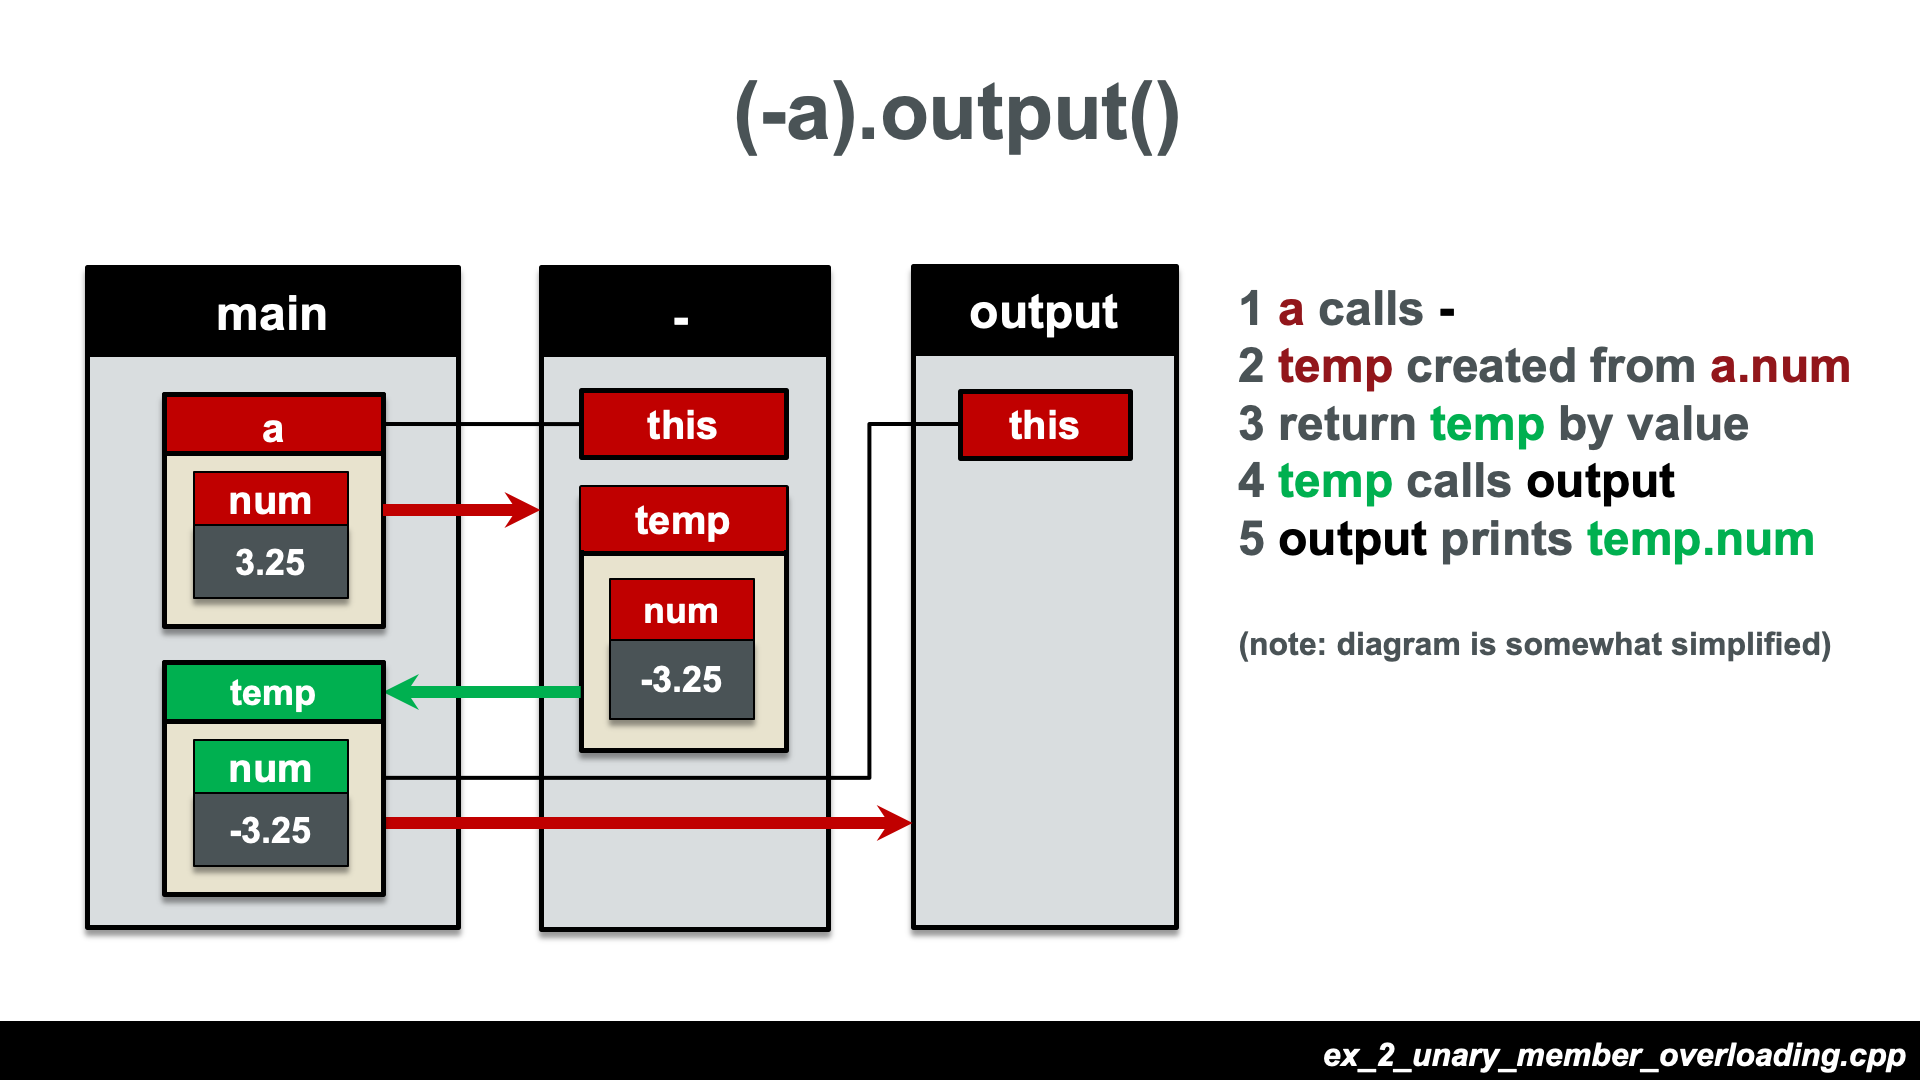 (-a).output()
main
a
num
3.25
temp
num
-3.25
-
this
temp
num
-3.25
output
this
1 a calls -
2 temp created from a.num
3 return temp by value
4 temp calls output
5 output prints temp.num
(note: diagram is somewhat simplified)
ex_2_unary_member_overloading.cpp